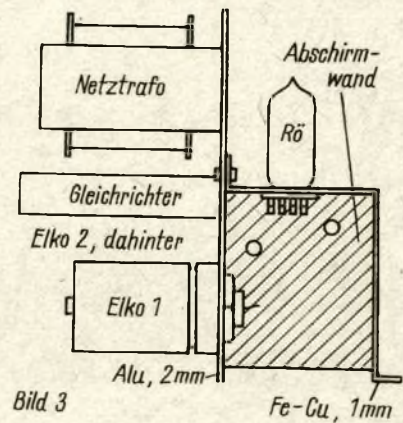 Abschirm-
wand
Netztrafo
Rö
Gleichrichter
Elko 2, dahinter
Elko 1
Alu, 2mm
Bild 3
Fe-Cu, 1mm